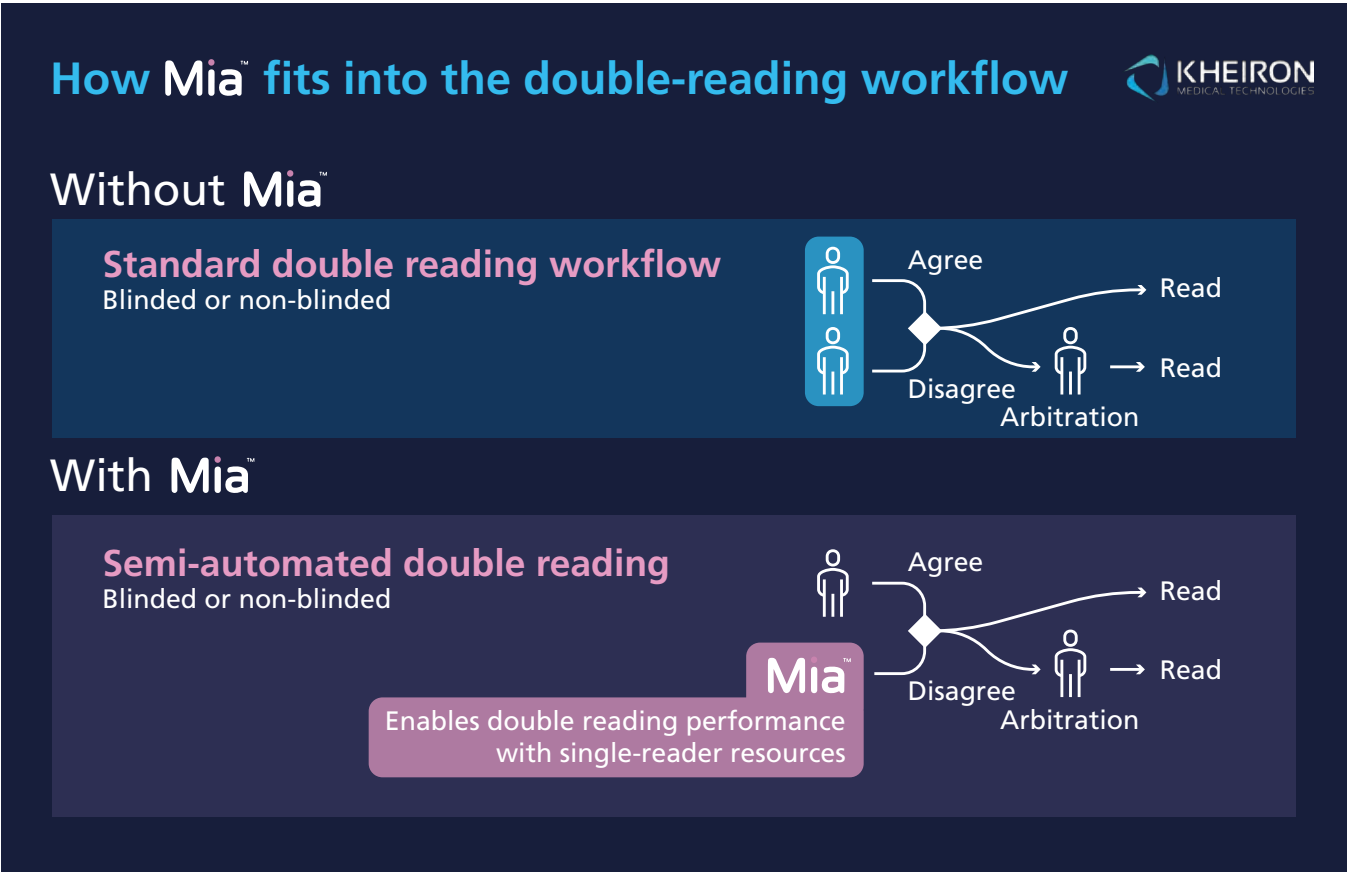 How Mia™ fits into the double-reading workflow
KHEIRON
MEDICAL TECHNOLOGIES
Without Mia™
Standard double reading workflow
Blinded or non-blinded
Agree
Read
Disagree
Read
Arbitration
With Mia™
Semi-automated double reading
Blinded or non-blinded
Agree
Read
Mia™
Disagree
Read
Arbitration
Enables double reading performance
with single-reader resources